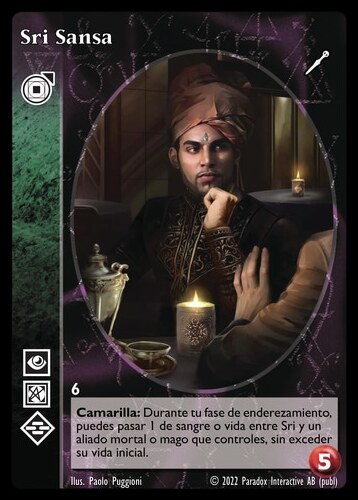 Sri Sansa
6
Camarilla: Durante tu fase de enderezamiento,
puedes pasar 1 de sangre o vida entre Sri y un
aliado mortal o mago que controles, sin exceder
su vida inicial.
5
Ilus. Paolo Puggioni
© 2022 Paradox Interactive AB (publ)